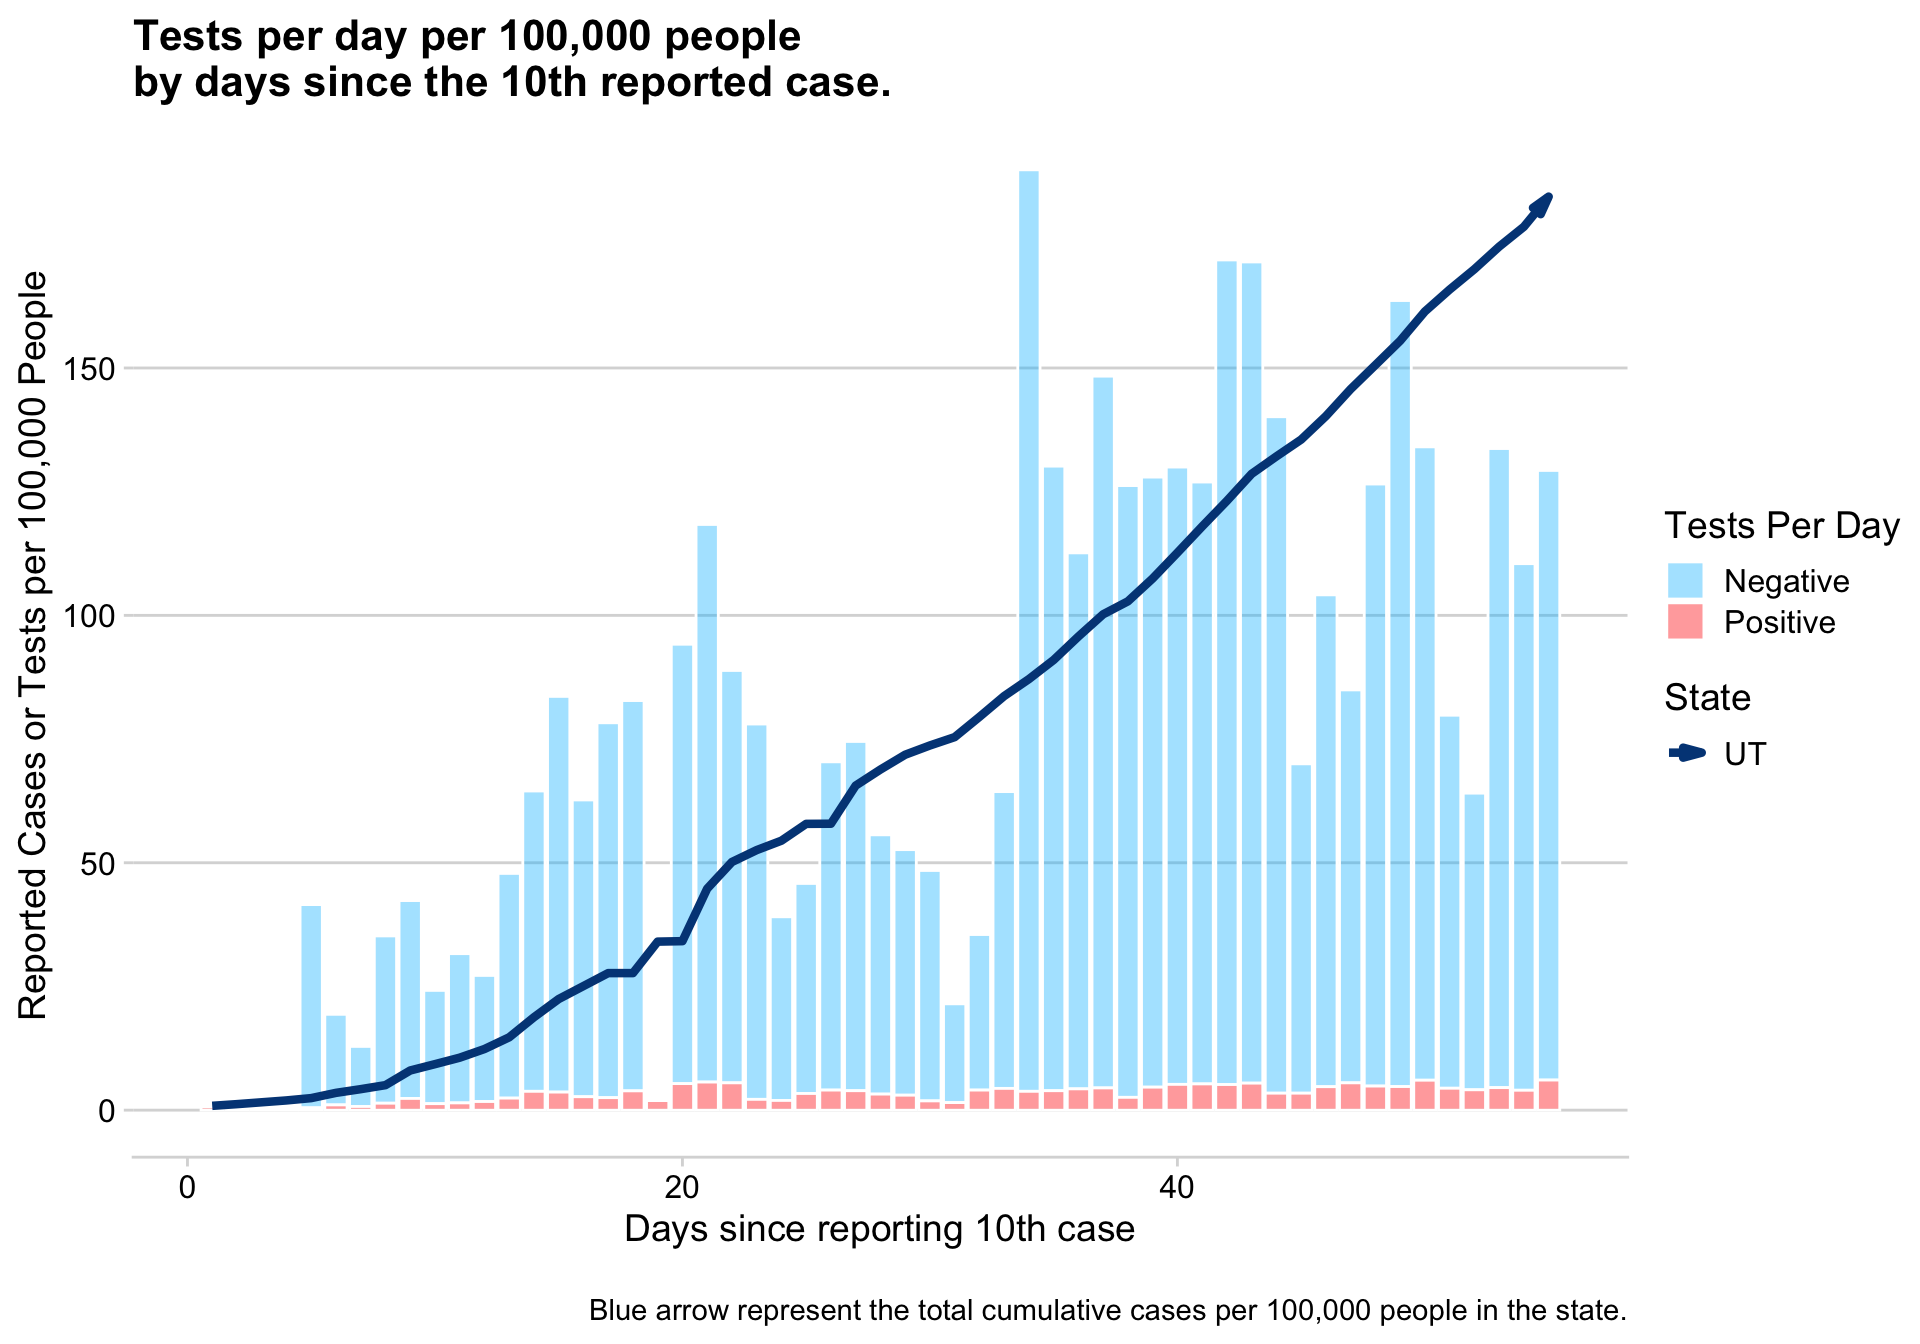 Tests per day per 100,000 people
by days since the 10th reported case.
Reported Cases or Tests per 100,000 People
150
100
50
0
0
20
40
Days since reporting 10th case
Tests Per Day
Negative
Positive
State
UT
Blue arrow represent the total cumulative cases per 100,000 people in the state.